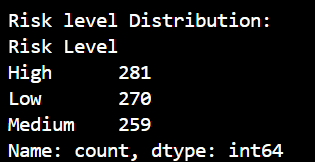 Risk level Distribution:
Risk Level
High      281
Low       270
Medium    259
Name: count, dtype: int64